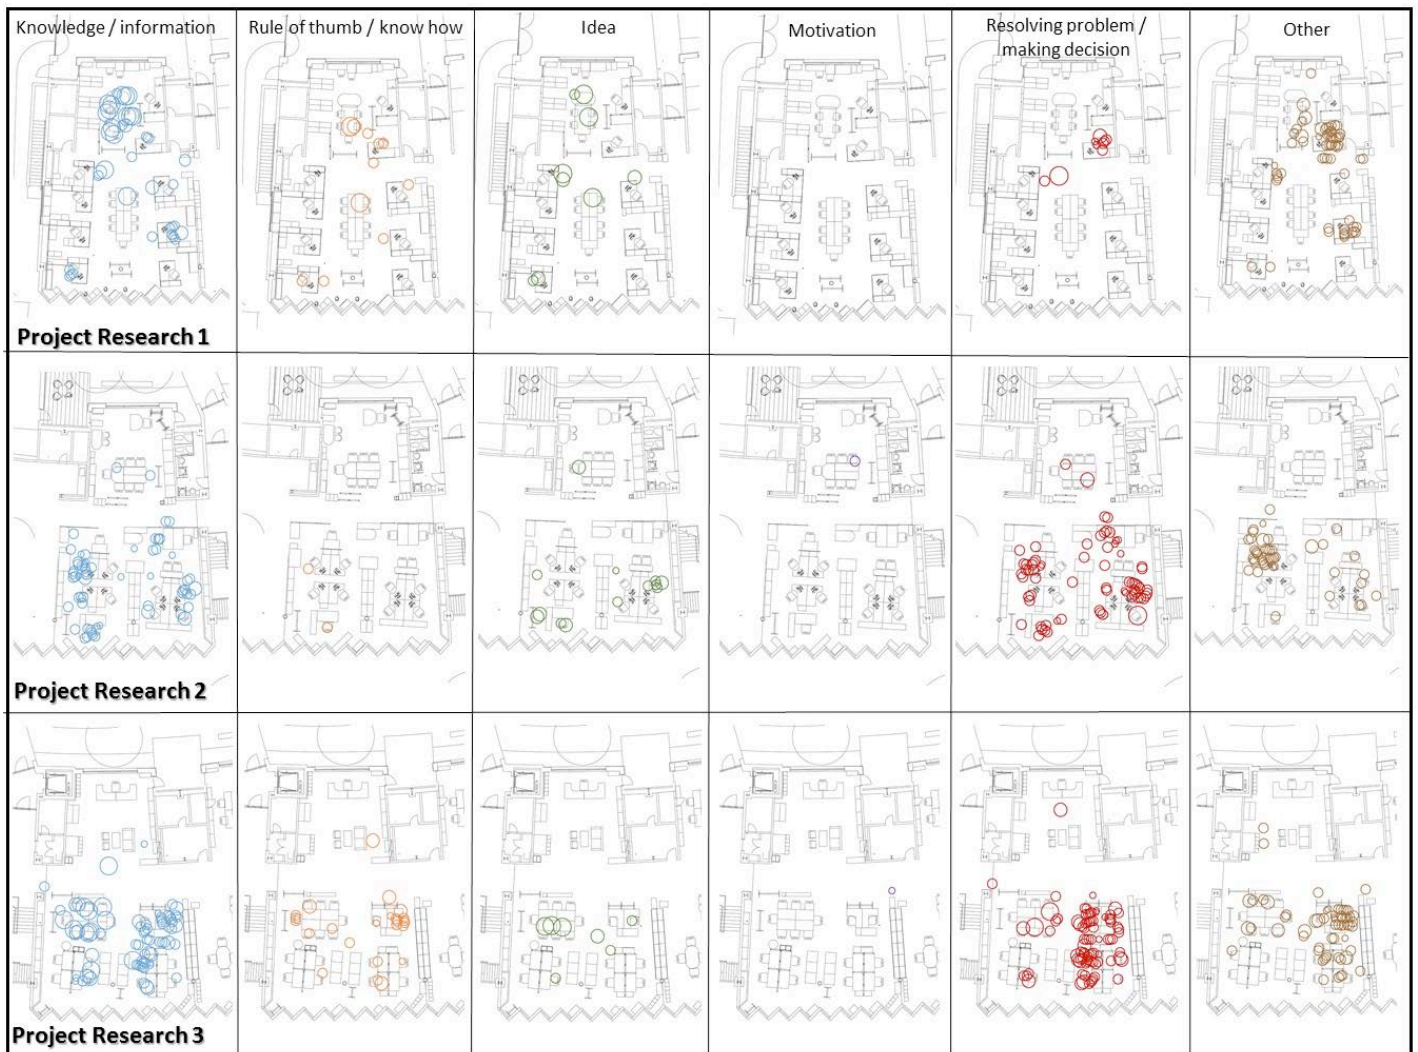 Knowledge / information
Rule of thumb / know how
Idea
Motivation
Resolving problem /
making decision
Other
Project Research 1
Project Research 2
Project Research 3